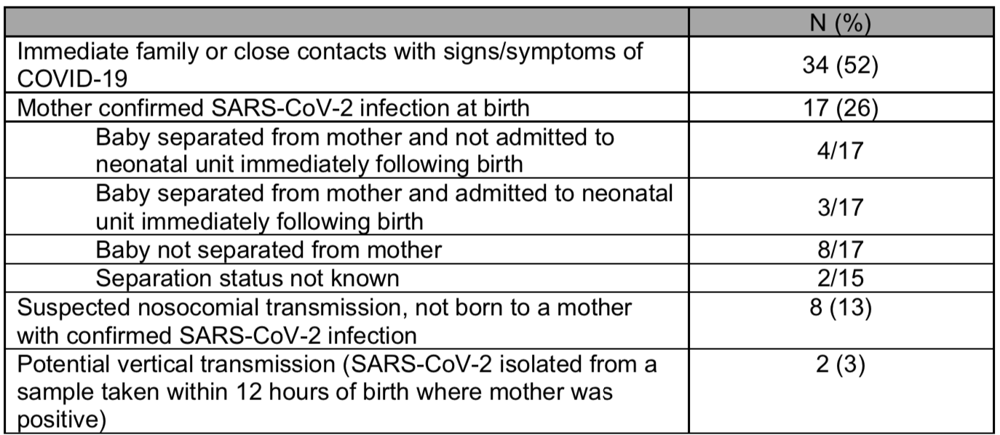 N (%)
Immediate family or close contacts with signs/symptoms of
COVID-19
34 (52)
Mother confirmed SARS-CoV-2 infection at birth
17 (26)
Baby separated from mother and not admitted to
neonatal unit immediately following birth
4/17
Baby separated from mother and admitted to neonatal
unit immediately following birth
3/17
Baby not separated from mother
8/17
Separation status not known
2/15
Suspected nosocomial transmission, not born to a mother
with confirmed SARS-CoV-2 infection
8 (13)
Potential vertical transmission (SARS-CoV-2 isolated from a
sample taken within 12 hours of birth where mother was
positive)
2 (3)